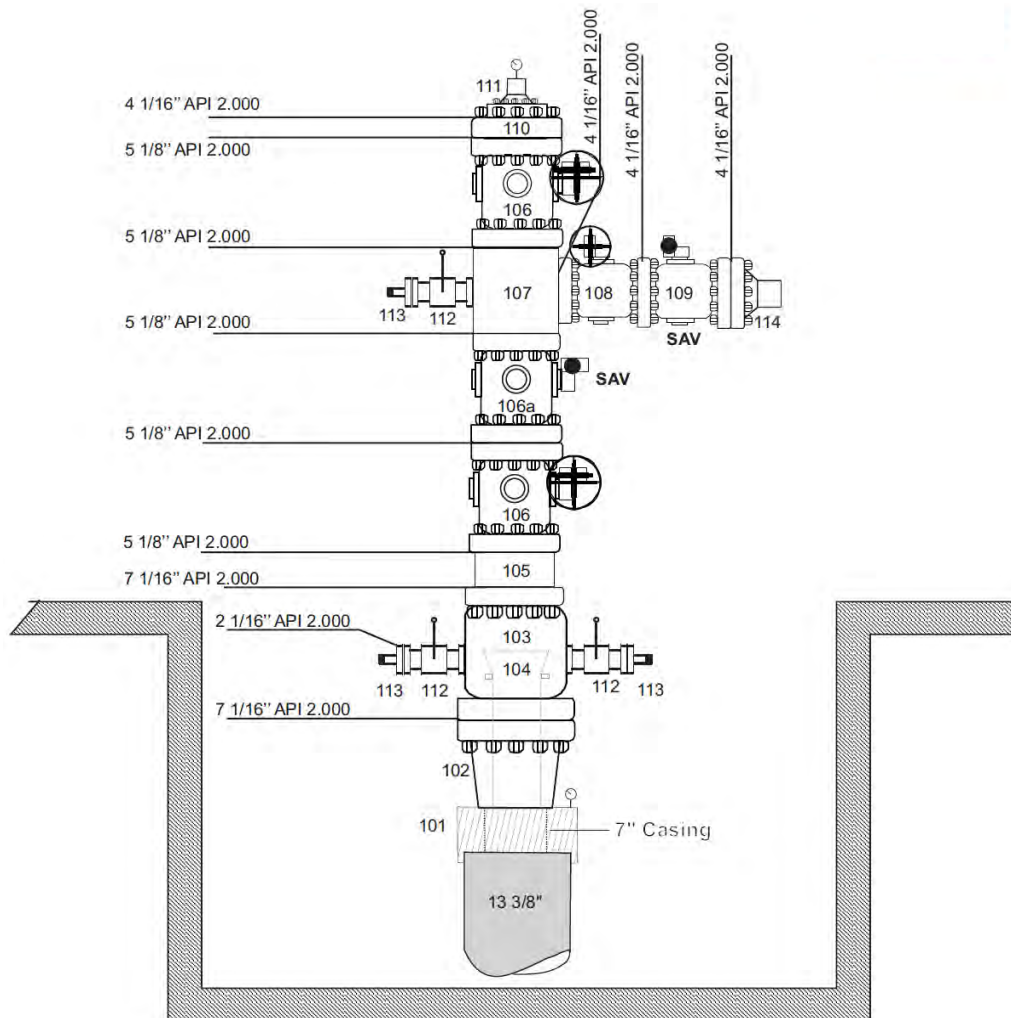 4 1/16’’ API 2.000
4 1/16’’ API 2.000
4 1/16’’ API 2.000
111
4 1/16’’ API 2.000
110
5 1/8’’ API 2.000
106
5 1/8’’ API 2.000
107
108
109
113
112
114
5 1/8’’ API 2.000
SAV
SAV
106a
5 1/8’’ API 2.000
106
5 1/8’’ API 2.000
105
7 1/16’’ API 2.000
2 1/16’’ API 2.000
103
104
113
112
112
113
7 1/16’’ API 2.000
102
101
7’’ Casing
13 3/8"